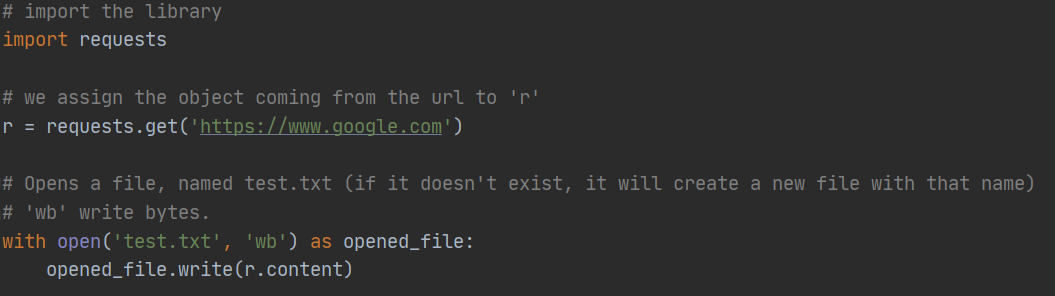 # import the library
import requests
# we assign the object coming from the url to 'r'
r = requests.get('https://www.google.com')
# Opens a file, named test.txt (if it doesn't exist, it will create a new file with that name)
# 'wb' write bytes.
with open('test.txt', 'wb') as opened_file:
    opened_file.write(r.content)